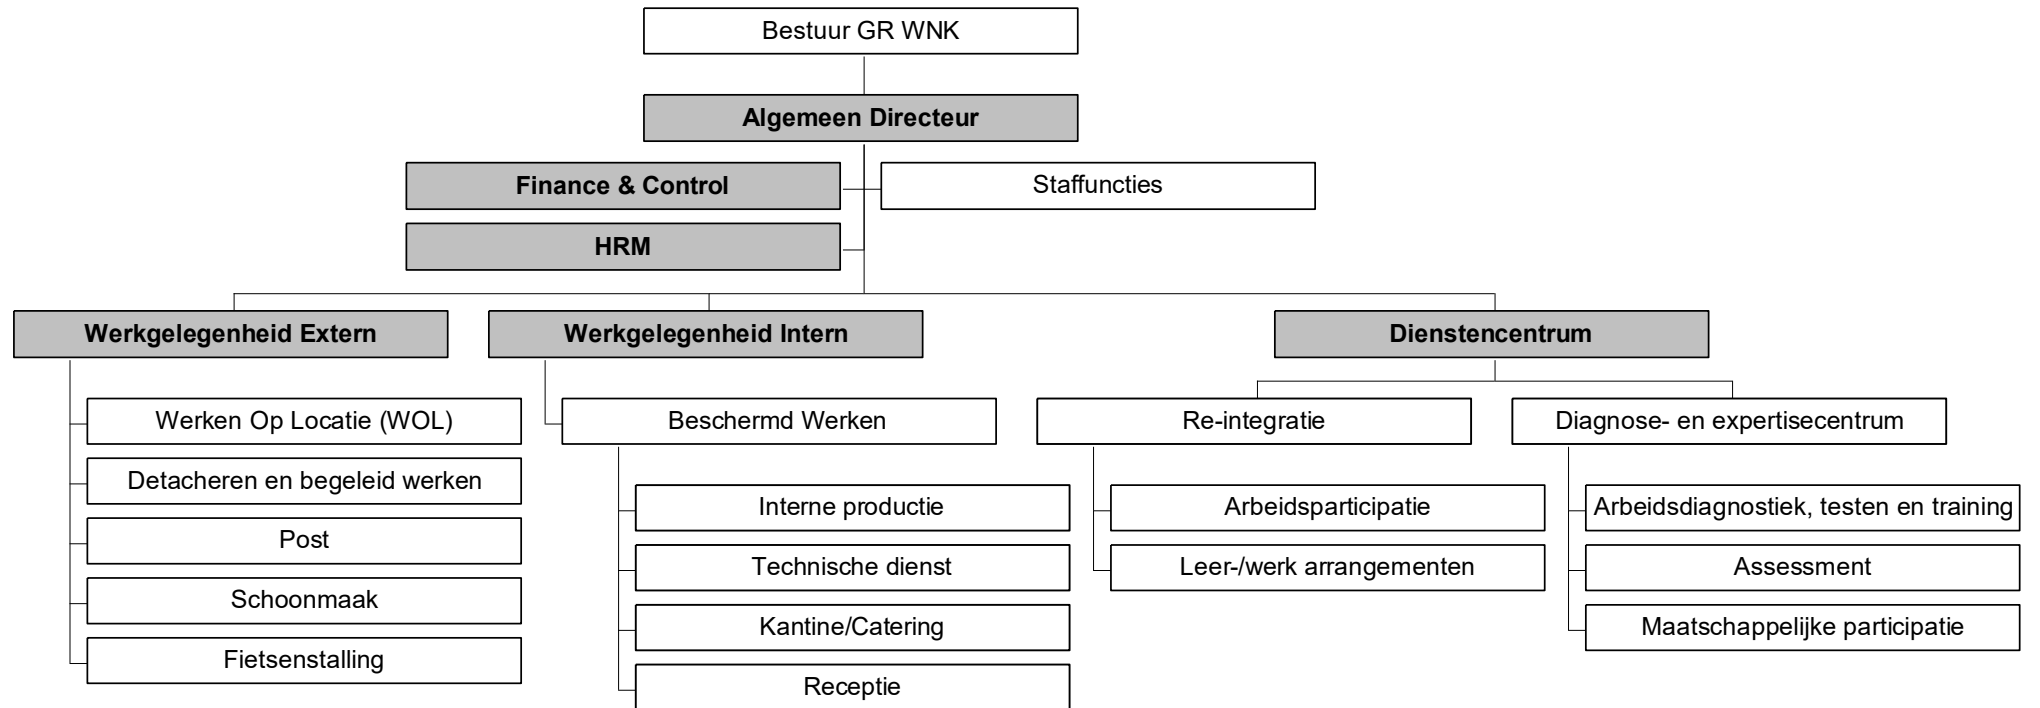 Bestuur GR WNK
Algemeen Directeur
Finance & Control
Staffuncties
HRM
Werkgelegenheid Extern
Werkgelegenheid Intern
Dienstencentrum
Werken Op Locatie (WOL)
Beschermd Werken
Re-integratie
Diagnose- en expertisecentrum
Detacheren en begeleid werken
Interne productie
Arbeidsparticipatie
Arbeidsdiagnostiek, testen en training
Post
Technische dienst
Leer-/werk arrangementen
Assessment
Schoonmaak
Kantine/Catering
Maatschappelijke participatie
Fietsenstalling
Receptie